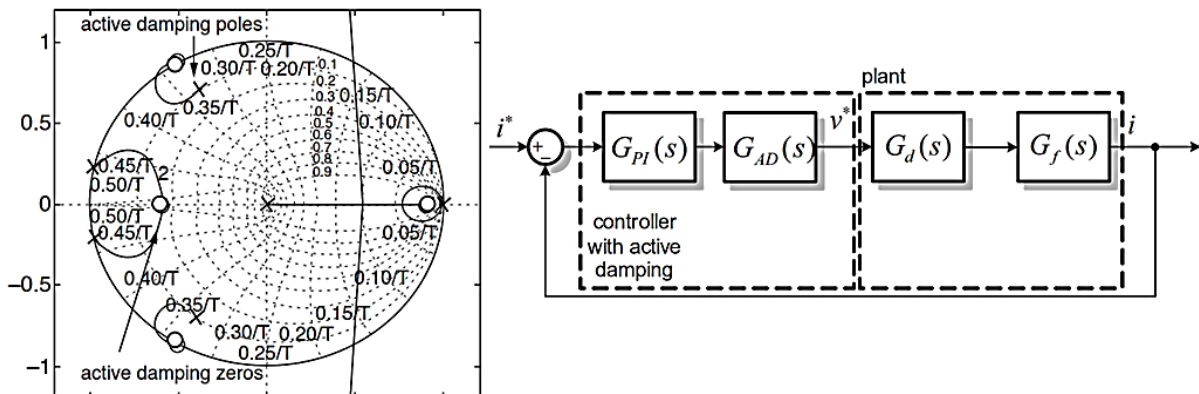 active damping poles
1
0.5
0
−0.5
−1
0.25/T
0.30/T
0.20/T
0.35/T
0.15/T
0.40/T
0.10/T
0.1
0.2
0.3
0.4
0.5
0.6
0.7
0.8
0.9
0.45/T
2
0.50/T
0.05/T
0.50/T
0.45/T
0.05/T
0.40/T
0.10/T
0.35/T
0.15/T
0.30/T
0.20/T
0.25/T
active damping zeros
plant
i*
+
−
G_PI(s)
G_AD(s)
v*
G_d(s)
G_f(s)
i
controller
with active
damping